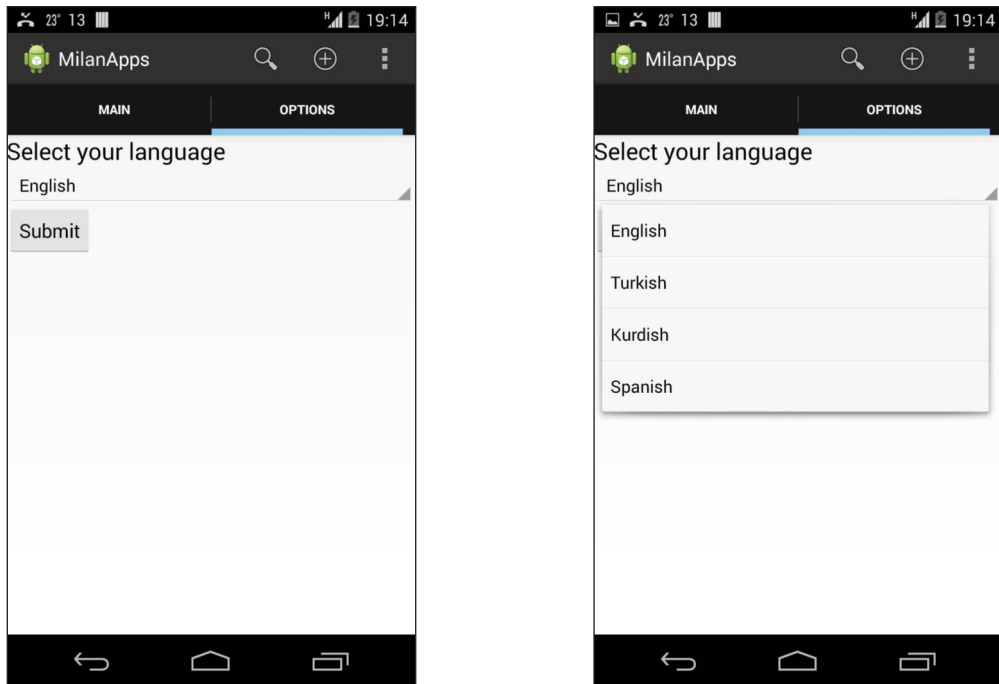 23° 13 H 19:14
MilanApps
MAIN OPTIONS
Select your language
English
Submit
23° 13 H 19:14
MilanApps
MAIN OPTIONS
Select your language
English
English
Turkish
Kurdish
Spanish